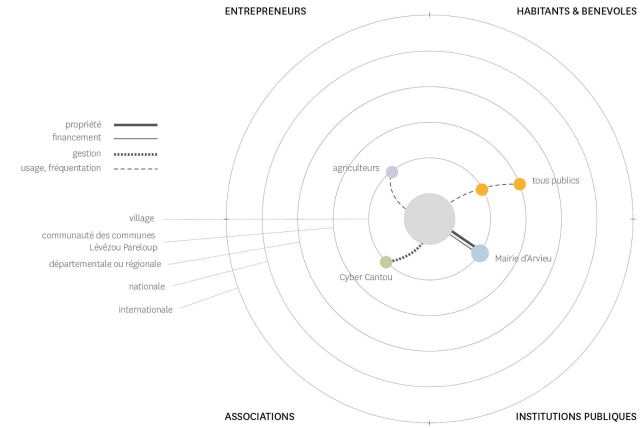 ENTREPRENEURS
HABITANTS & BENEVOLES
propriété
financement
gestion
usage, fréquentation
agriculteurs
tous publics
village
communauté des communes
Lévézou Pareloup
départementale ou régionale
nationale
internationale
Mairie d'Arvieu
Cyber Cantou
ASSOCIATIONS
INSTITUTIONS PUBLIQUES